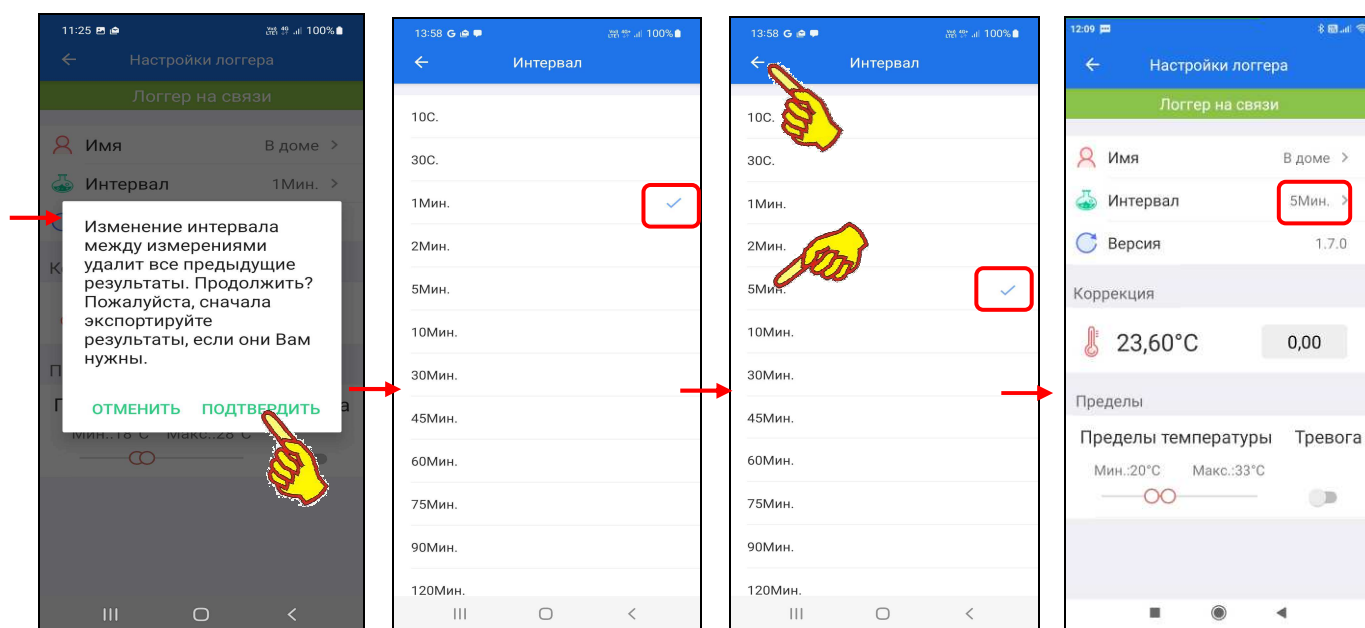 11:25 100%
Настройки логгера
Логгер на связи
Имя В доме >
Интервал 1Мин. >
Изменение интервала
между измерениями
удалит все предыдущие
результаты. Продолжить?
Пожалуйста, сначала
экспортируйте
результаты, если они Вам
нужны.
ОТМЕНИТЬ ПОДТВЕРДИТЬ
Мин.:18°C Макс.:28°C
13:58 G 100%
Интервал
10С.
30С.
1Мин.
2Мин.
5Мин.
10Мин.
30Мин.
45Мин.
60Мин.
75Мин.
90Мин.
120Мин.
13:58 G 100%
Интервал
10С.
30С.
1Мин.
2Мин.
5Мин.
10Мин.
30Мин.
45Мин.
60Мин.
75Мин.
90Мин.
120Мин.
12:09
Настройки логгера
Логгер на связи
Имя В доме >
Интервал 5Мин. >
Версия 1.7.0
Коррекция
23,60°C 0,00
Пределы
Пределы температуры Тревога
Мин.:20°C Макс.:33°C